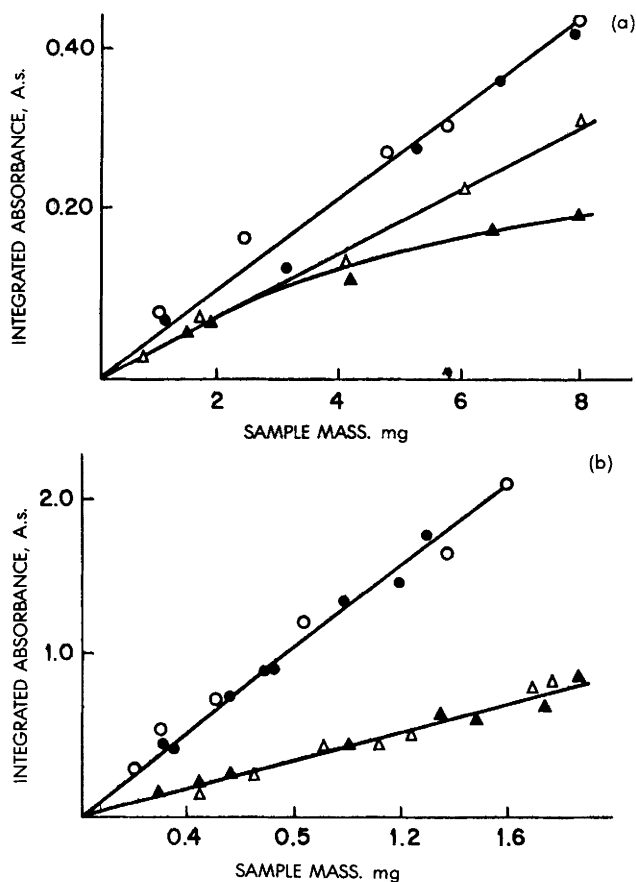 (a)
0.40
0.20
INTEGRATED ABSORBANCE, A.s.
2 4 6 8
SAMPLE MASS. mg
(b)
2.0
1.0
INTEGRATED ABSORBANCE, A.s.
0.4 0.5 1.2 1.6
SAMPLE MASS. mg